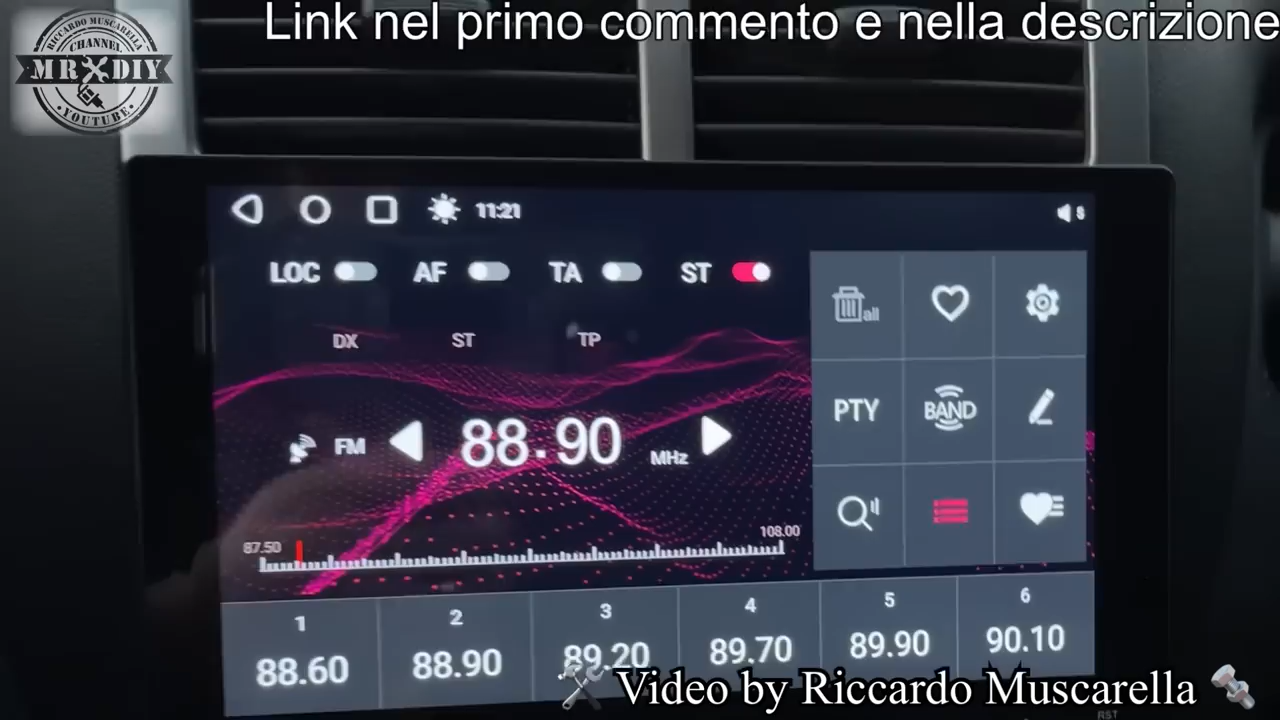 Link nel primo commento e nella descrizione
RICCARDO MUSCARELLA
CHANNEL
MR DIY
YOUTUBE
11:21
LOC AF TA ST
all
DX ST TP
PTY BAND
FM 88.90 MHz
87.50 108.00
1 2 3 4 5 6
88.60 88.90 89.20 89.70 89.90 90.10
Video by Riccardo Muscarella
RST